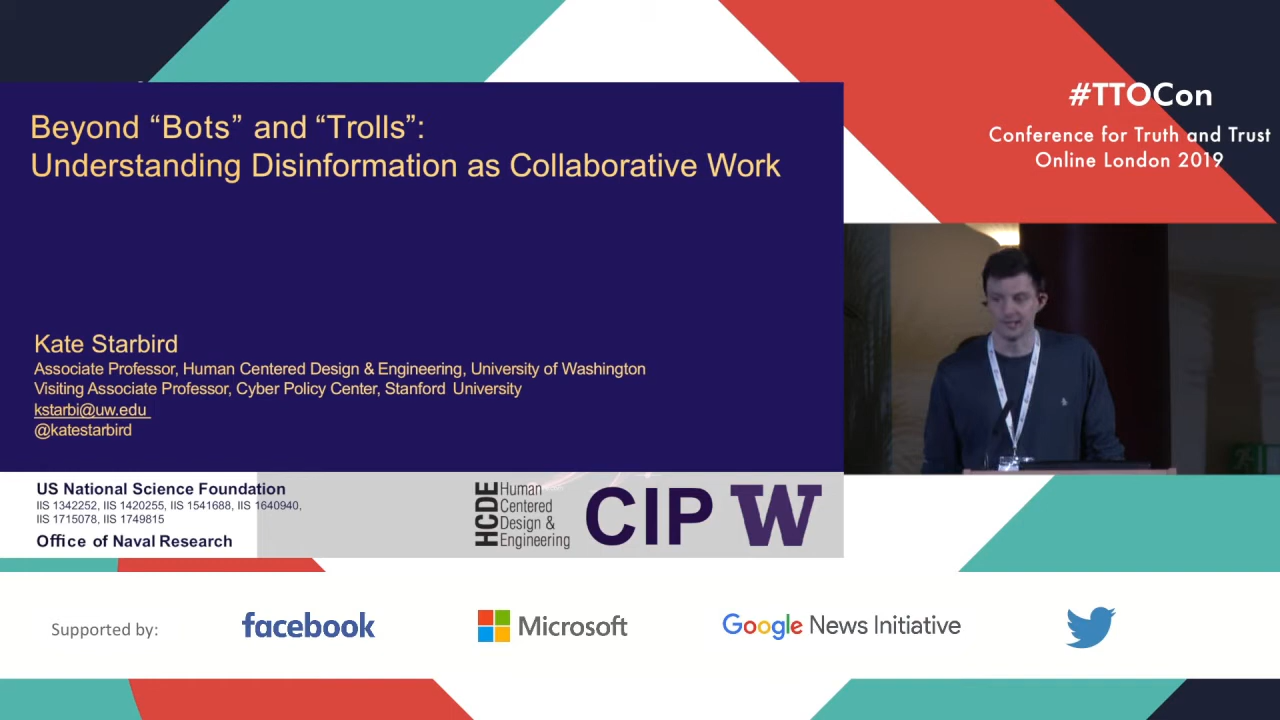 Beyond “Bots” and “Trolls”:
Understanding Disinformation as Collaborative Work
Kate Starbird
Associate Professor, Human Centered Design & Engineering, University of Washington
Visiting Associate Professor, Cyber Policy Center, Stanford University
kstarbi@uw.edu
@katestarbird
US National Science Foundation
IIS 1342252, IIS 1420255, IIS 1541688, IIS 1640940,
IIS 1715078, IIS 1749815
Office of Naval Research
HCDE
Human
Centered
Design &
Engineering
CIP W
#TTOCon
Conference for Truth and Trust
Online London 2019
Supported by:
facebook
Microsoft
Google News Initiative